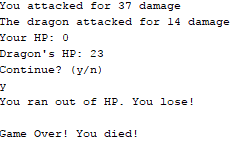 You attacked for 37 damage
The dragon attacked for 14 damage
Your HP: 0
Dragon's HP: 23
Continue? (y/n)
y
You ran out of HP. You lose!
Game Over! You died!